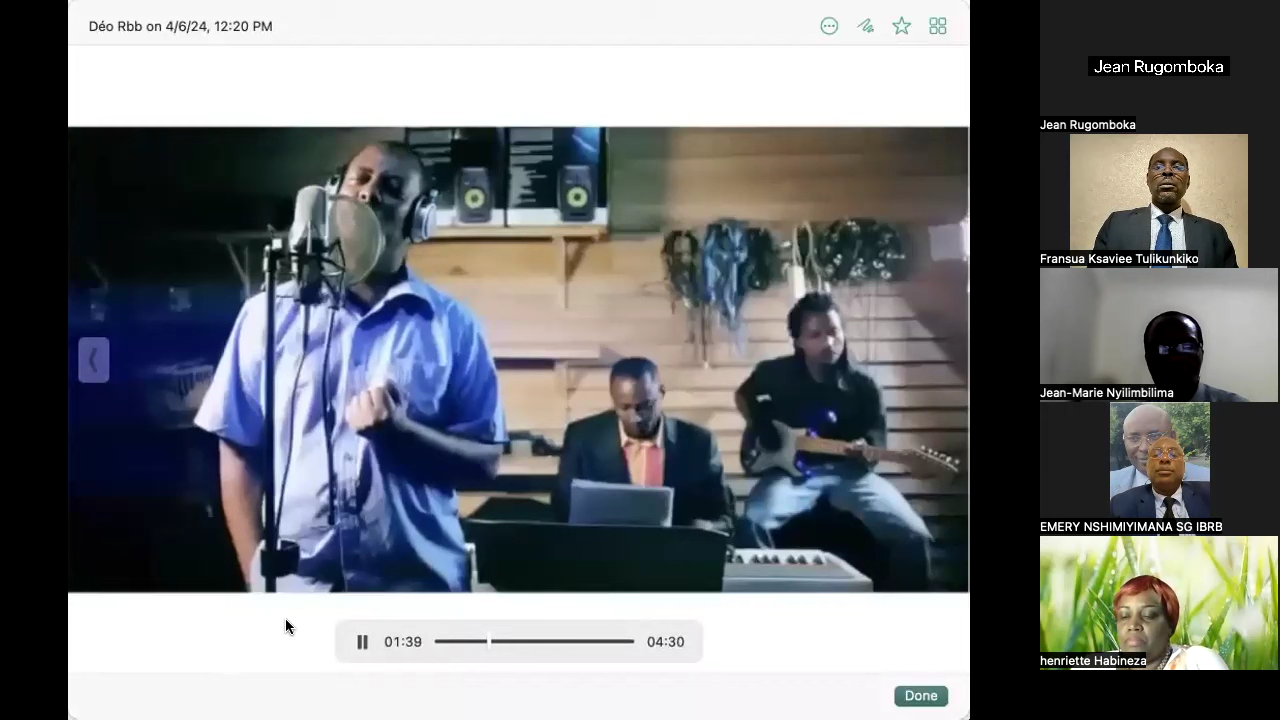 Déo Rbb on 4/6/24, 12:20 PM
01:39
04:30
Done
Jean Rugomboka
Jean Rugomboka
Fransua Ksaviee Tulikunkiko
Jean-Marie Nyilimbilima
EMERY NSHIMIYIMANA SG IBRB
henriette Habineza